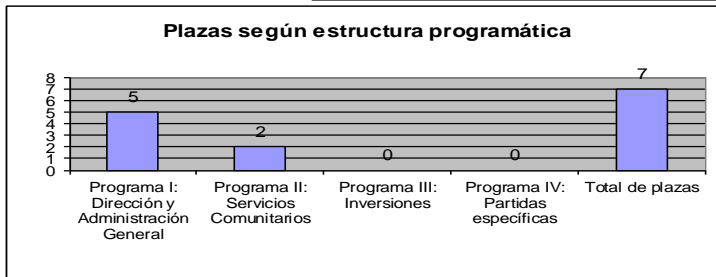 Plazas según estructura programática
8
7
6
5
4
3
2
1
0
5
2
0
0
7
Programa I:
Dirección y
Administración
General
Programa II:
Servicios
Comunitarios
Programa III:
Inversiones
Programa IV:
Partidas
específicas
Total de plazas